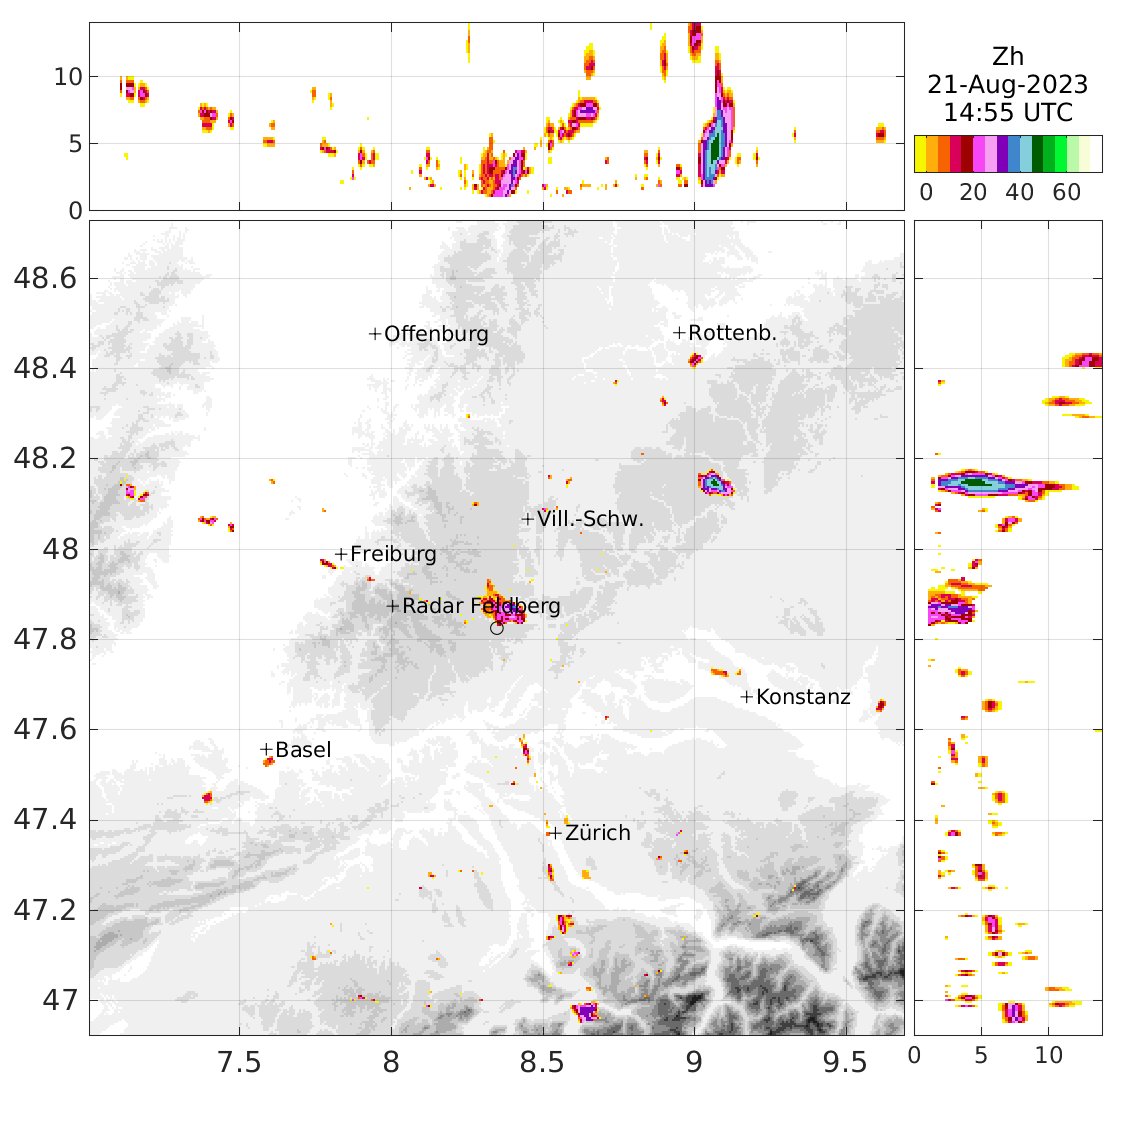 10
5
0
Zh
21-Aug-2023
14:55 UTC
0 20 40 60
48.6
48.4
48.2
48
47.8
47.6
47.4
47.2
47
+Offenburg
+Rottenb.
+Vill.-Schw.
+Freiburg
+Radar Feldberg
+Konstanz
+Basel
+Zürich
7.5 8 8.5 9 9.5
0 5 10